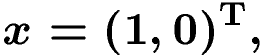 x = (1, 0)^T,